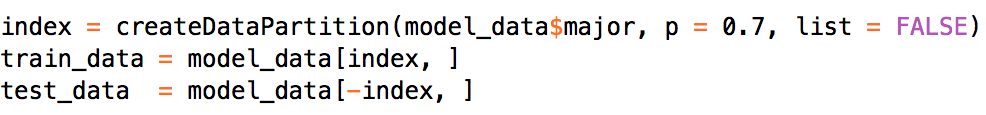 index = createDataPartition(model_data$major, p = 0.7, list = FALSE)
train_data = model_data[index, ]
test_data  = model_data[-index, ]